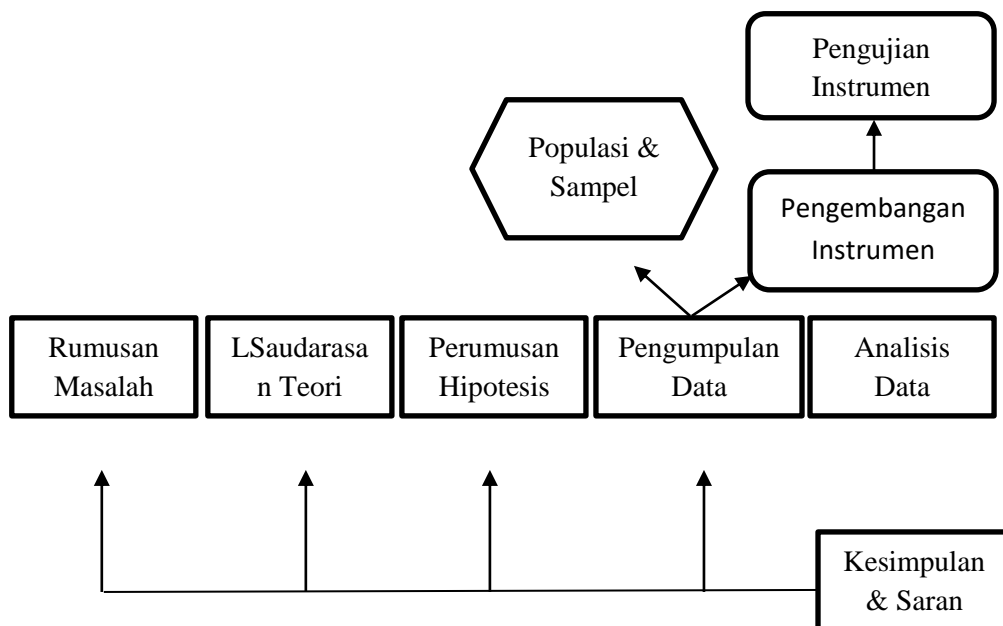 Pengujian
Instrumen
Populasi &
Sampel
Pengembangan
Instrumen
Rumusan
Masalah
LSaudarasa
n Teori
Perumusan
Hipotesis
Pengumpulan
Data
Analisis
Data
Kesimpulan
& Saran